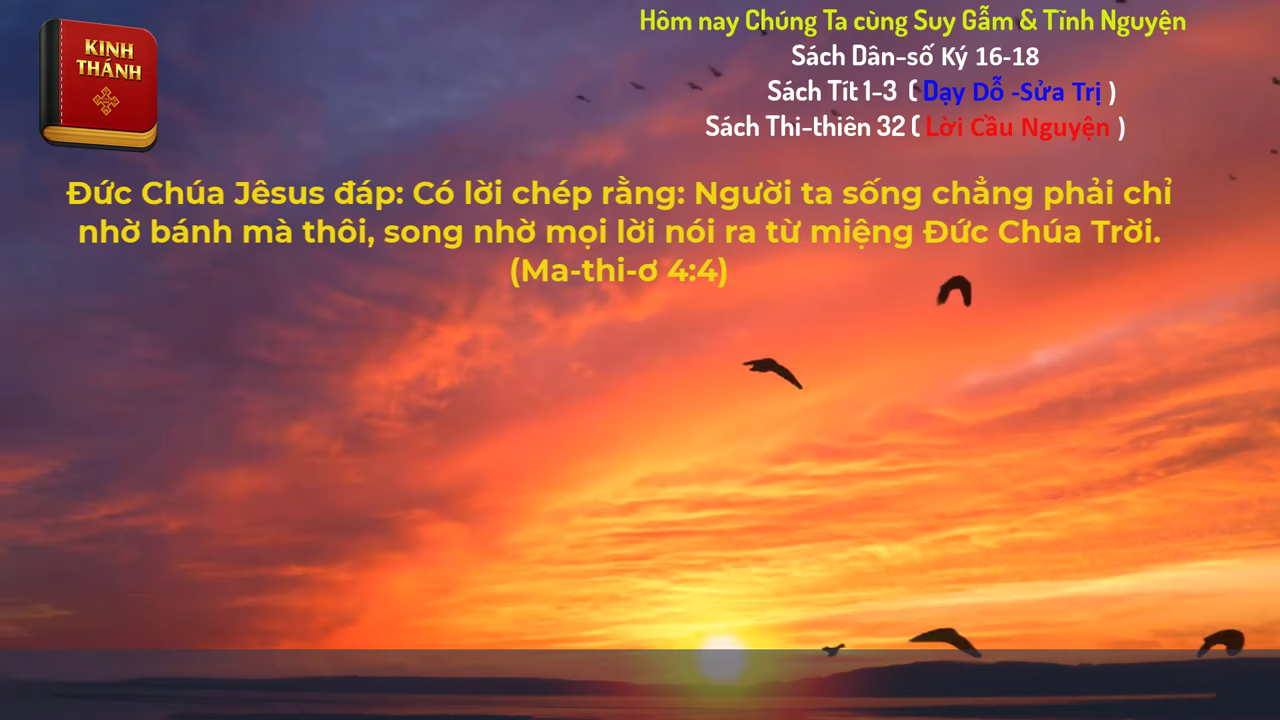 KINH
THÁNH
Hôm nay Chúng Ta cùng Suy Gẫm & Tĩnh Nguyện
Sách Dân-số Ký 16-18
Sách Tít 1-3 ( Dạy Dỗ -Sửa Trị )
Sách Thi-thiên 32 ( Lời Cầu Nguyện )
Đức Chúa Jêsus đáp: Có lời chép rằng: Người ta sống chẳng phải chỉ
nhờ bánh mà thôi, song nhờ mọi lời nói ra từ miệng Đức Chúa Trời.
(Ma-thi-ơ 4:4)